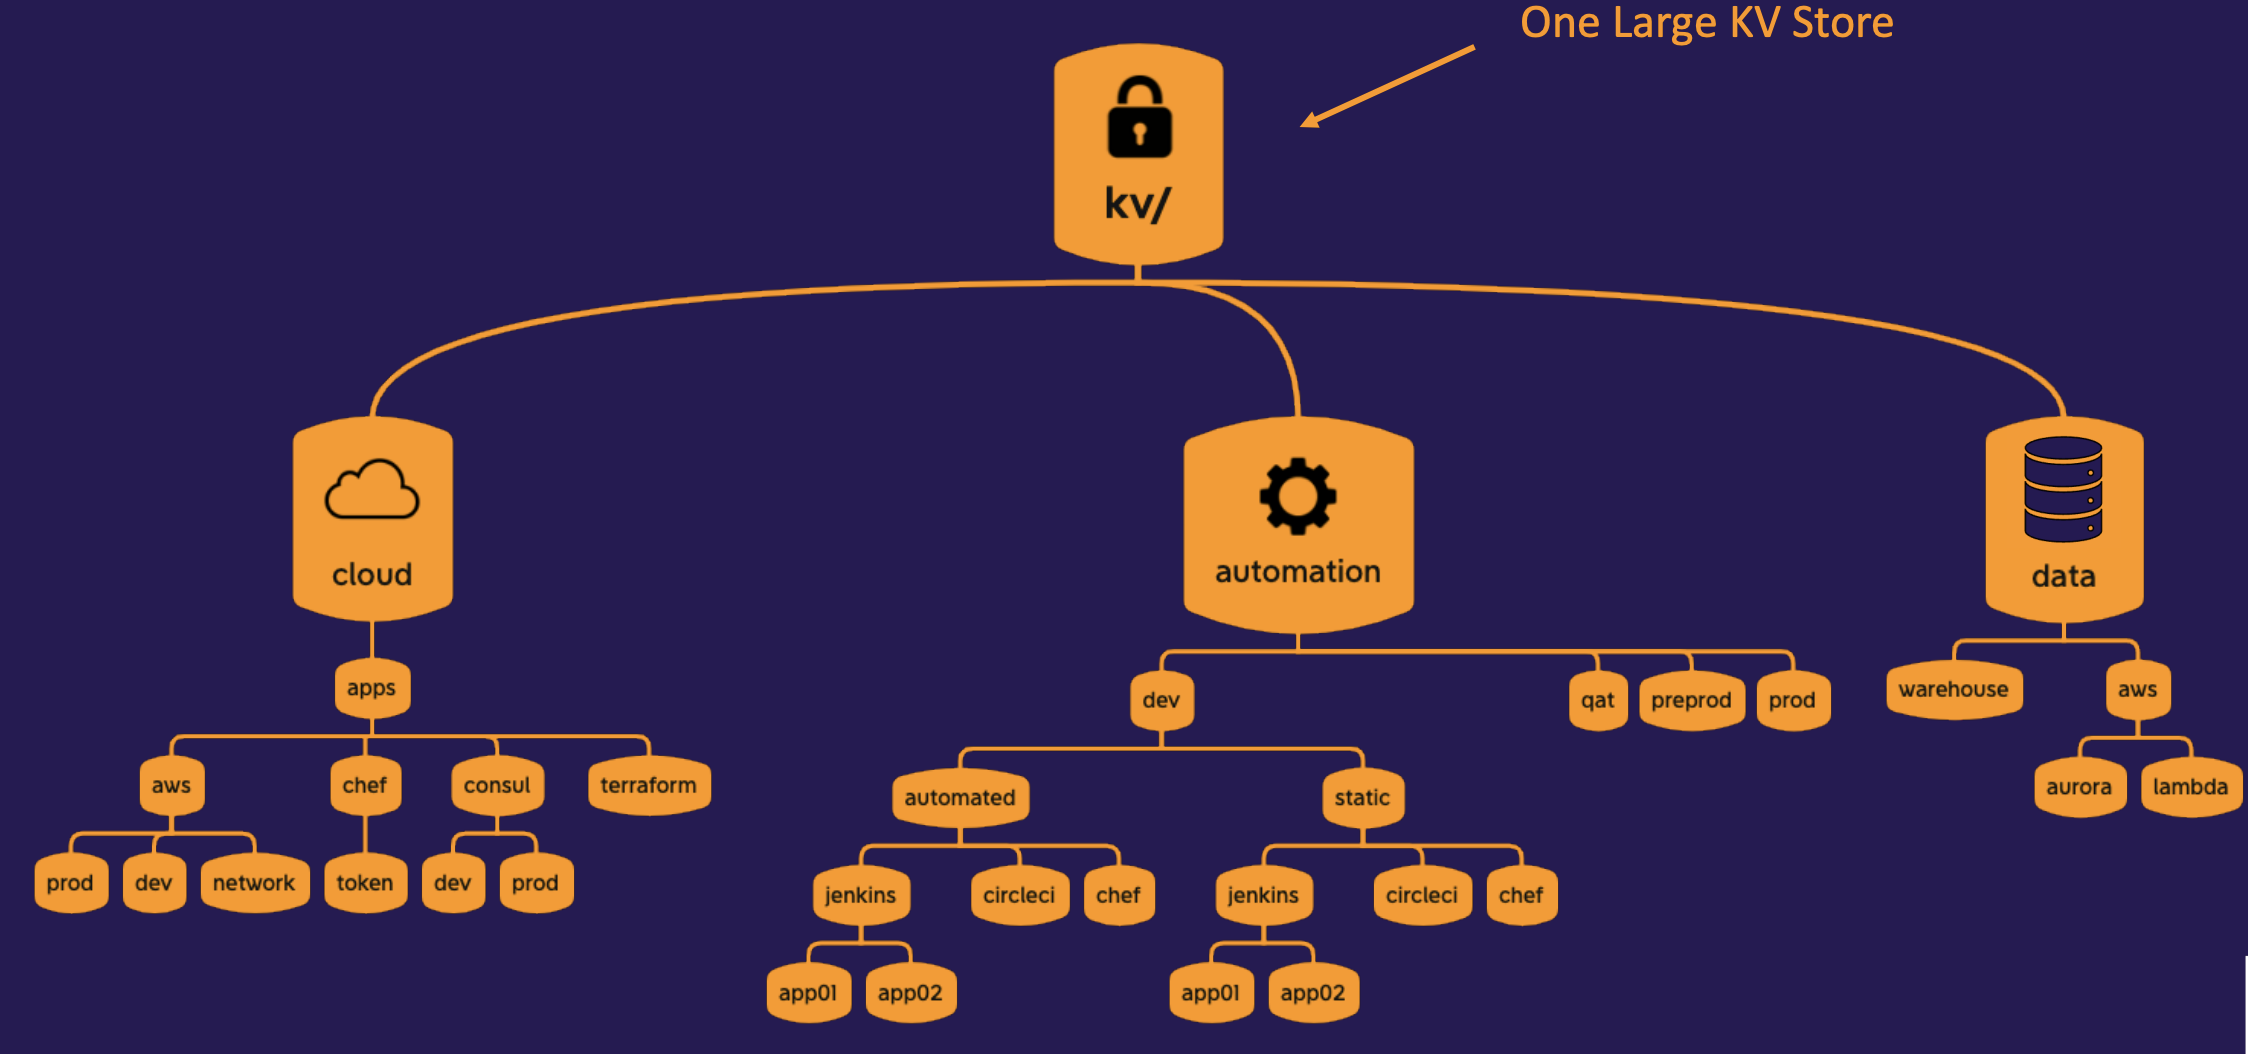 One Large KV Store
kv/
cloud
automation
data
apps
dev
qat
preprod
prod
warehouse
aws
aws
chef
consul
terraform
automated
static
aurora
lambda
prod
dev
network
token
dev
prod
jenkins
circleci
chef
jenkins
circleci
chef
app01
app02
app01
app02